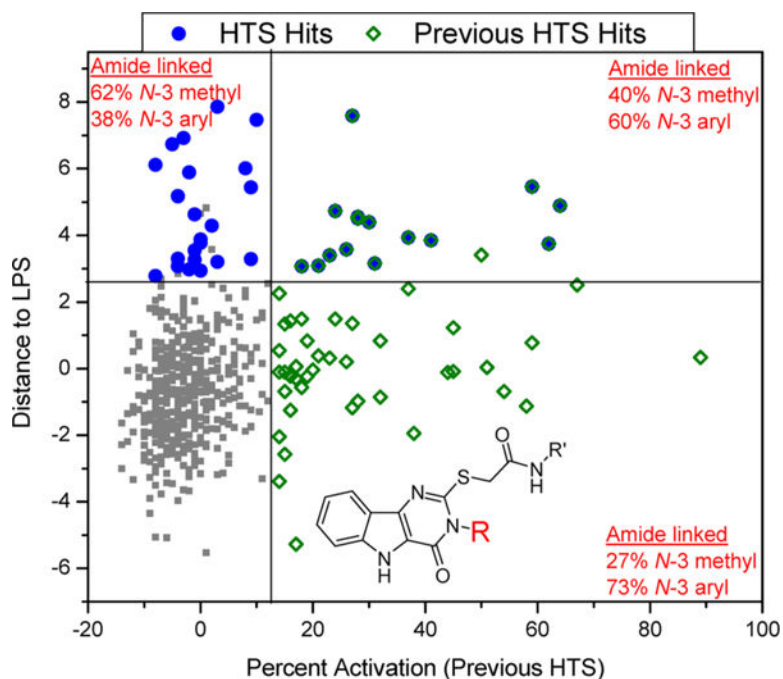 HTS Hits Previous HTS Hits
Amide linked
62% N-3 methyl
38% N-3 aryl
Amide linked
40% N-3 methyl
60% N-3 aryl
8
6
4
2
0
-2
-4
-6
Distance to LPS
O
R'
S
N
H
N
N
R
N
H
O
Amide linked
27% N-3 methyl
73% N-3 aryl
-20 0 20 40 60 80 100
Percent Activation (Previous HTS)